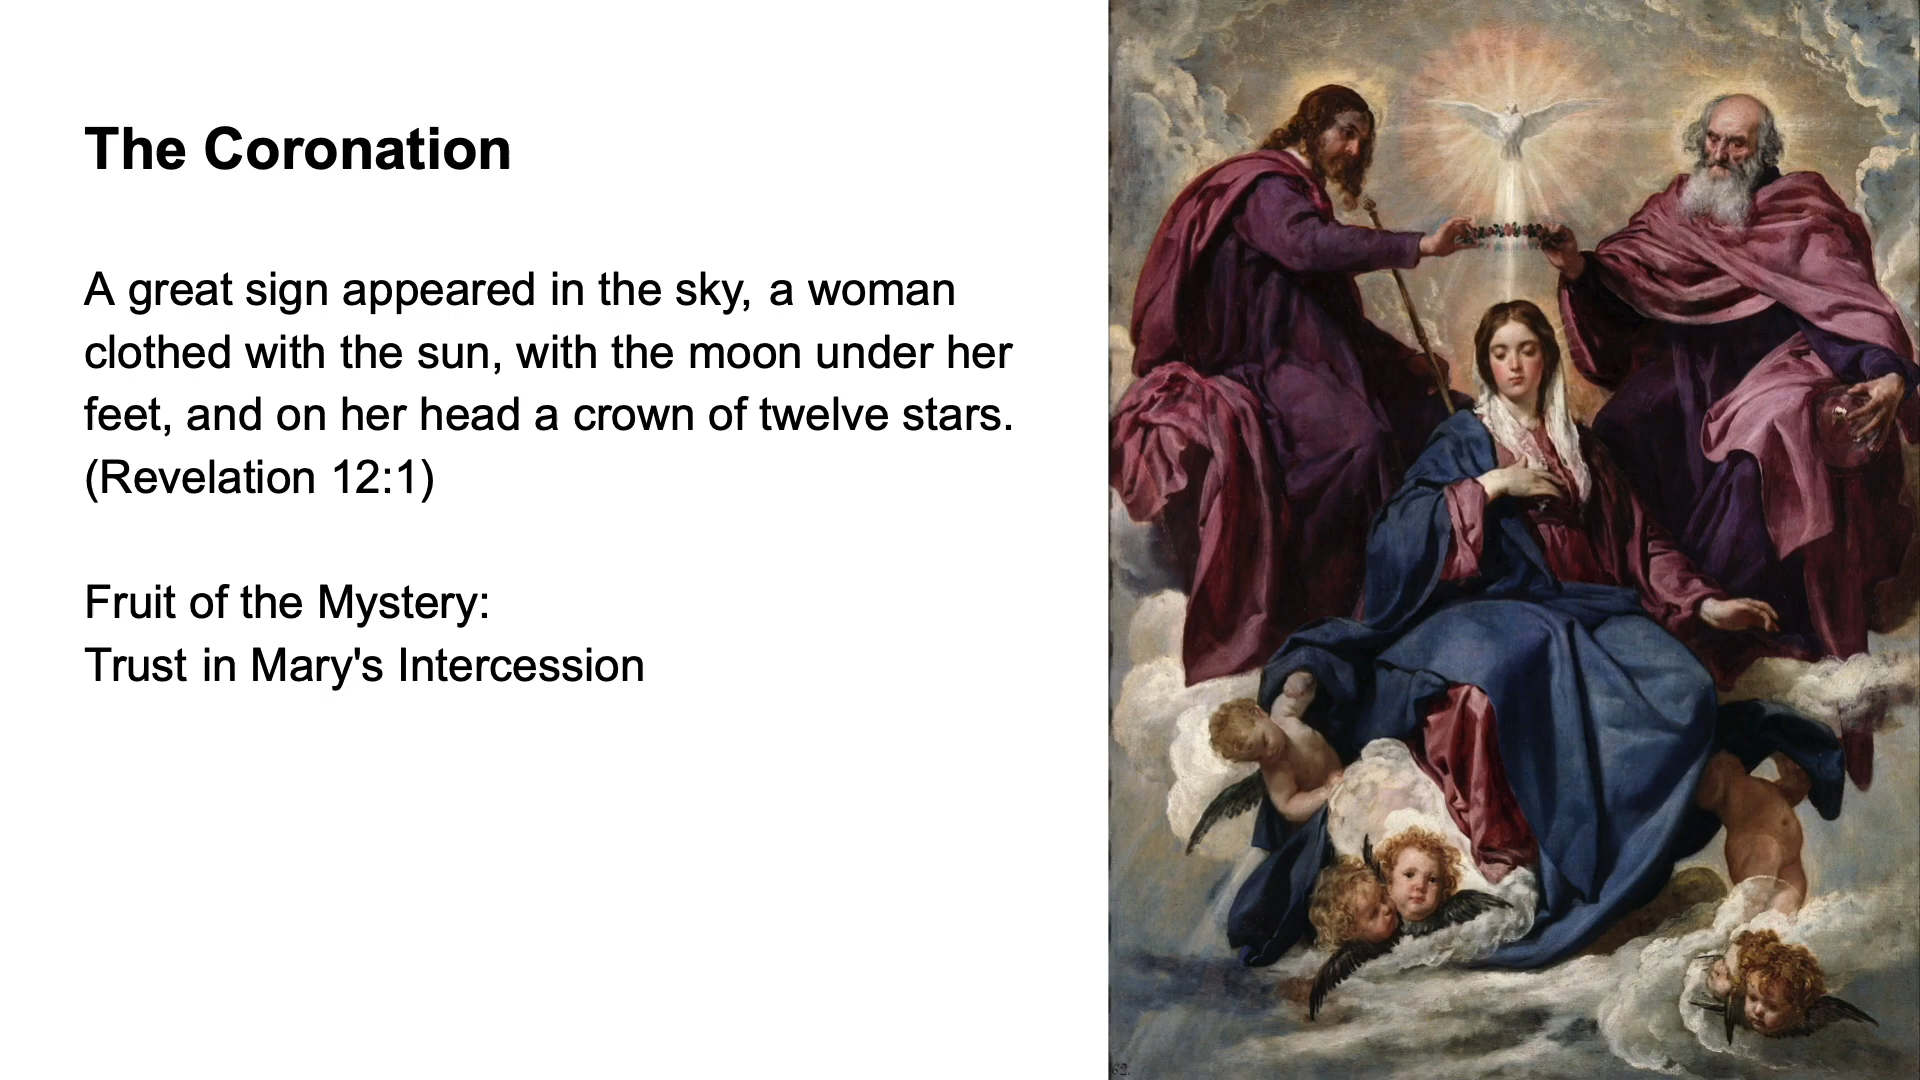 The Coronation
A great sign appeared in the sky, a woman
clothed with the sun, with the moon under her
feet, and on her head a crown of twelve stars.
(Revelation 12:1)
Fruit of the Mystery:
Trust in Mary's Intercession
62.